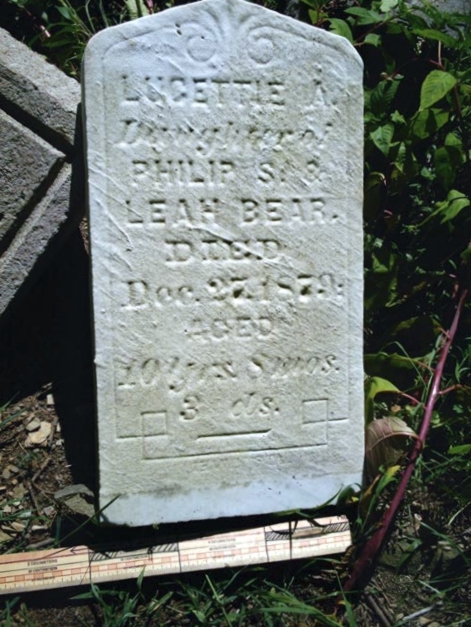 LUCETTIE A.
Daughter of
PHILIP S. &
LEAH BEAR.
DIED
Dec. 27, 1879;
AGED
10 yrs. 8 mos.
3 ds.